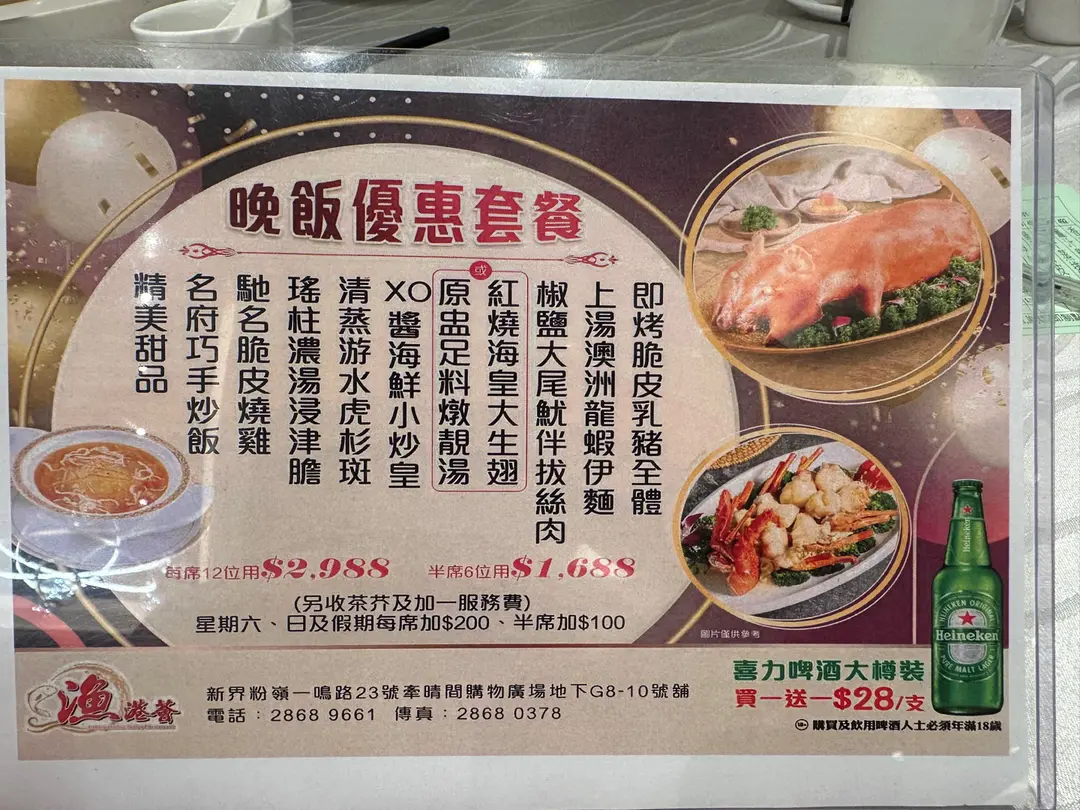 晚飯優惠套餐
即烤脆皮乳豬全體
上湯澳洲龍蝦伊麵
椒鹽大尾魷伴拔絲肉
紅燒海皇大生翅
或
原盅足料燉靚湯
XO醬海鮮小炒皇
清蒸游水虎杉斑
瑤柱濃湯浸津膽
馳名脆皮燒雞
名府巧手炒飯
精美甜品
首席12位用$2,988 半席6位用$1,688
(另收茶芥及加一服務費)
星期六、日及假期每席加$200、半席加$100
圖片僅供參考
漁港薈
新界粉嶺一鳴路23號牽晴間購物廣場地下G8-10號舖
電話：2868 9661 傳真：2868 0378
喜力啤酒大樽裝
買一送一$28/支
18+ 購買及飲用啤酒人士必須年滿18歲
Heineken
HEINEKEN ORIGINAL
Heineken
PURE MALT LAGER